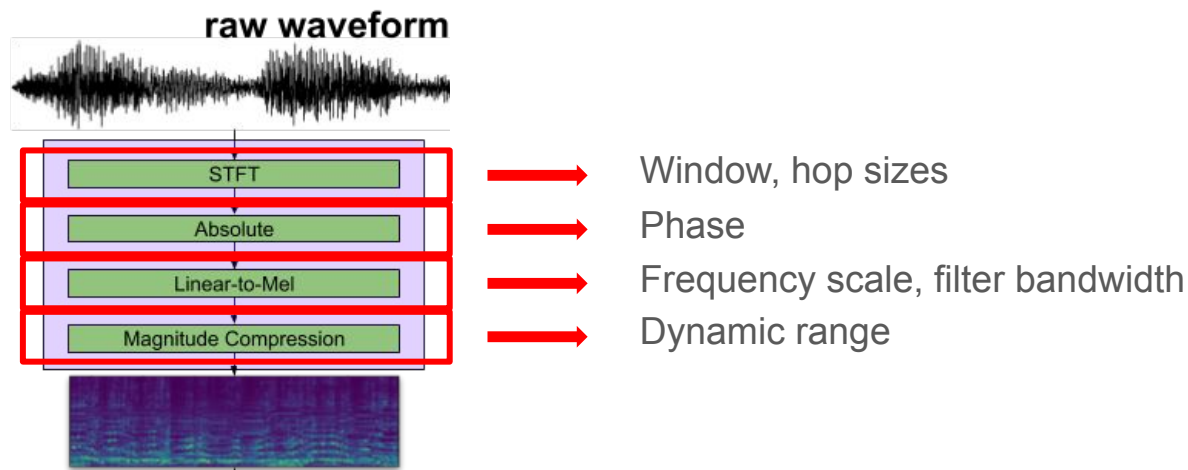 raw waveform
STFT
Window, hop sizes
Absolute
Phase
Linear-to-Mel
Frequency scale, filter bandwidth
Magnitude Compression
Dynamic range